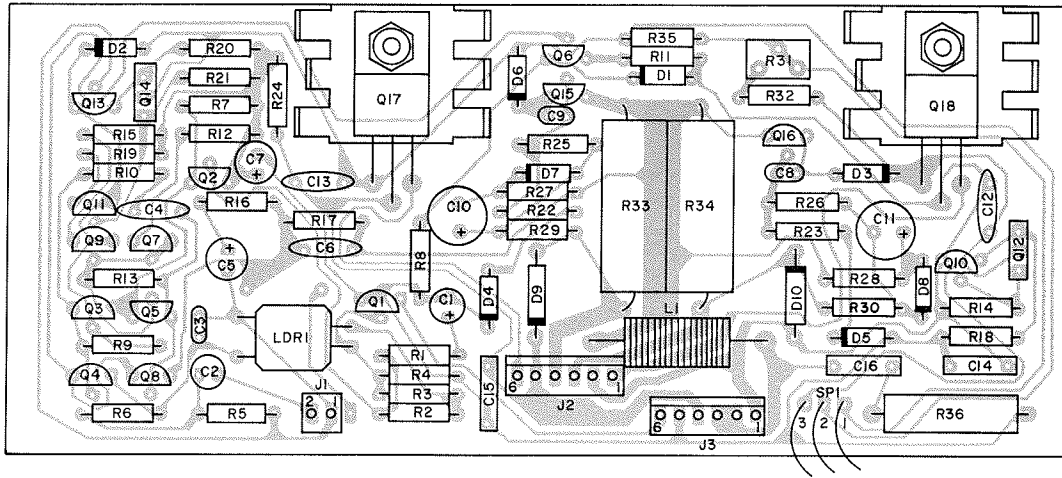 D2
R20
R21
R7
R12
R24
Q14
Q13
R15
R19
R10
Q17
D6
Q6
R35
R11
D1
Q15
C9
R31
R32
Q18
R25
Q16
Q2
C7
+
C13
D7
R27
R22
R29
R33
R34
C8
D3
Q11
C4
R16
R17
C10
+
R26
R23
C11
+
C12
Q12
Q9
Q7
C5
+
C6
R8
R13
D4
D9
D10
R28
R30
D8
Q10
Q3
Q5
C3
LDR1
Q1
C1
+
L1
R14
R9
D5
R18
Q4
Q8
C2
R1
R4
R3
R2
C15
6
1
J2
C16
C14
J1
2
1
R6
R5
6
1
J3
SP1
3
2
1
R36